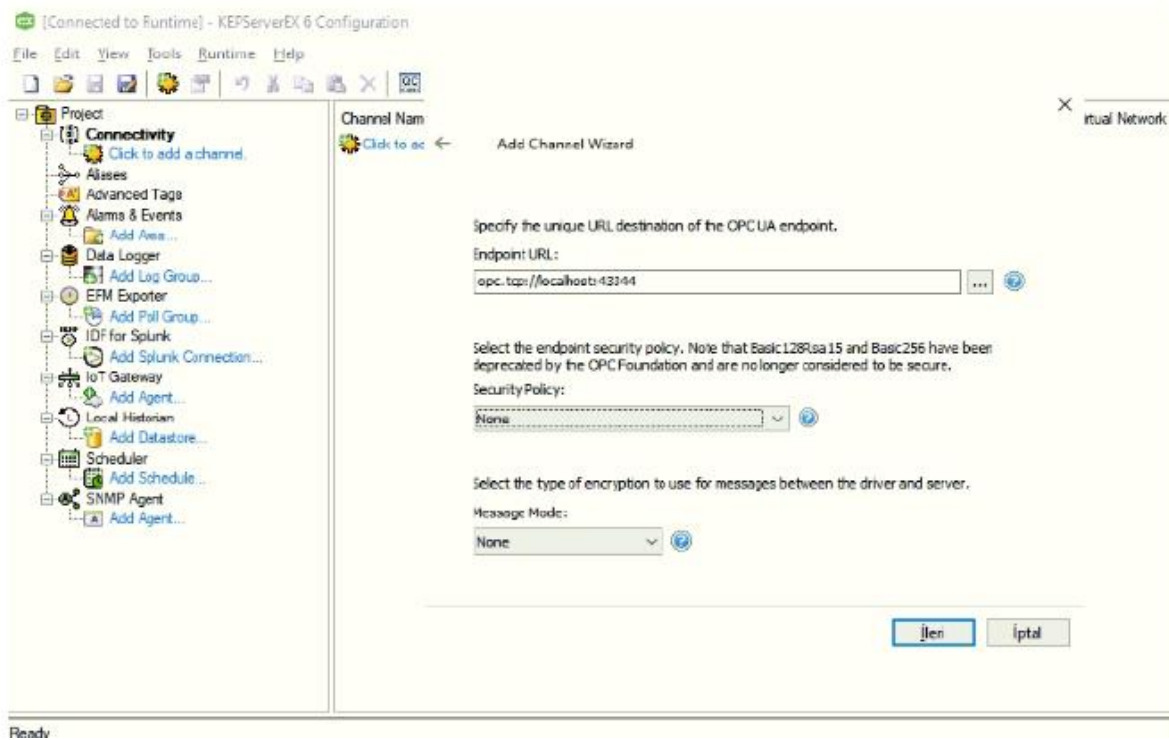 [Connected to Runtime] - KEPServerEX 6 Configuration
File Edit View Tools Runtime Help
Project
Connectivity
Click to add a channel.
Aliases
Advanced Tags
Alarms & Events
Add Area...
Data Logger
Add Log Group...
EFM Exporter
Add Poll Group...
IDF for Splunk
Add Splunk Connection...
IoT Gateway
Add Agent...
Local Historian
Add Datastore...
Scheduler
Add Schedule...
SNMP Agent
Add Agent...
Channel Nam
rtual Network
Click to ac
Add Channel Wizard
Specify the unique URL destination of the OPC UA endpoint.
Endpoint URL:
opc.tcp://localhost:43344
...
Select the endpoint security policy. Note that Basic128Rsa15 and Basic256 have been
deprecated by the OPC Foundation and are no longer considered to be secure.
Security Policy:
None
Select the type of encryption to use for messages between the driver and server.
Message Mode:
None
İleri İptal
Ready